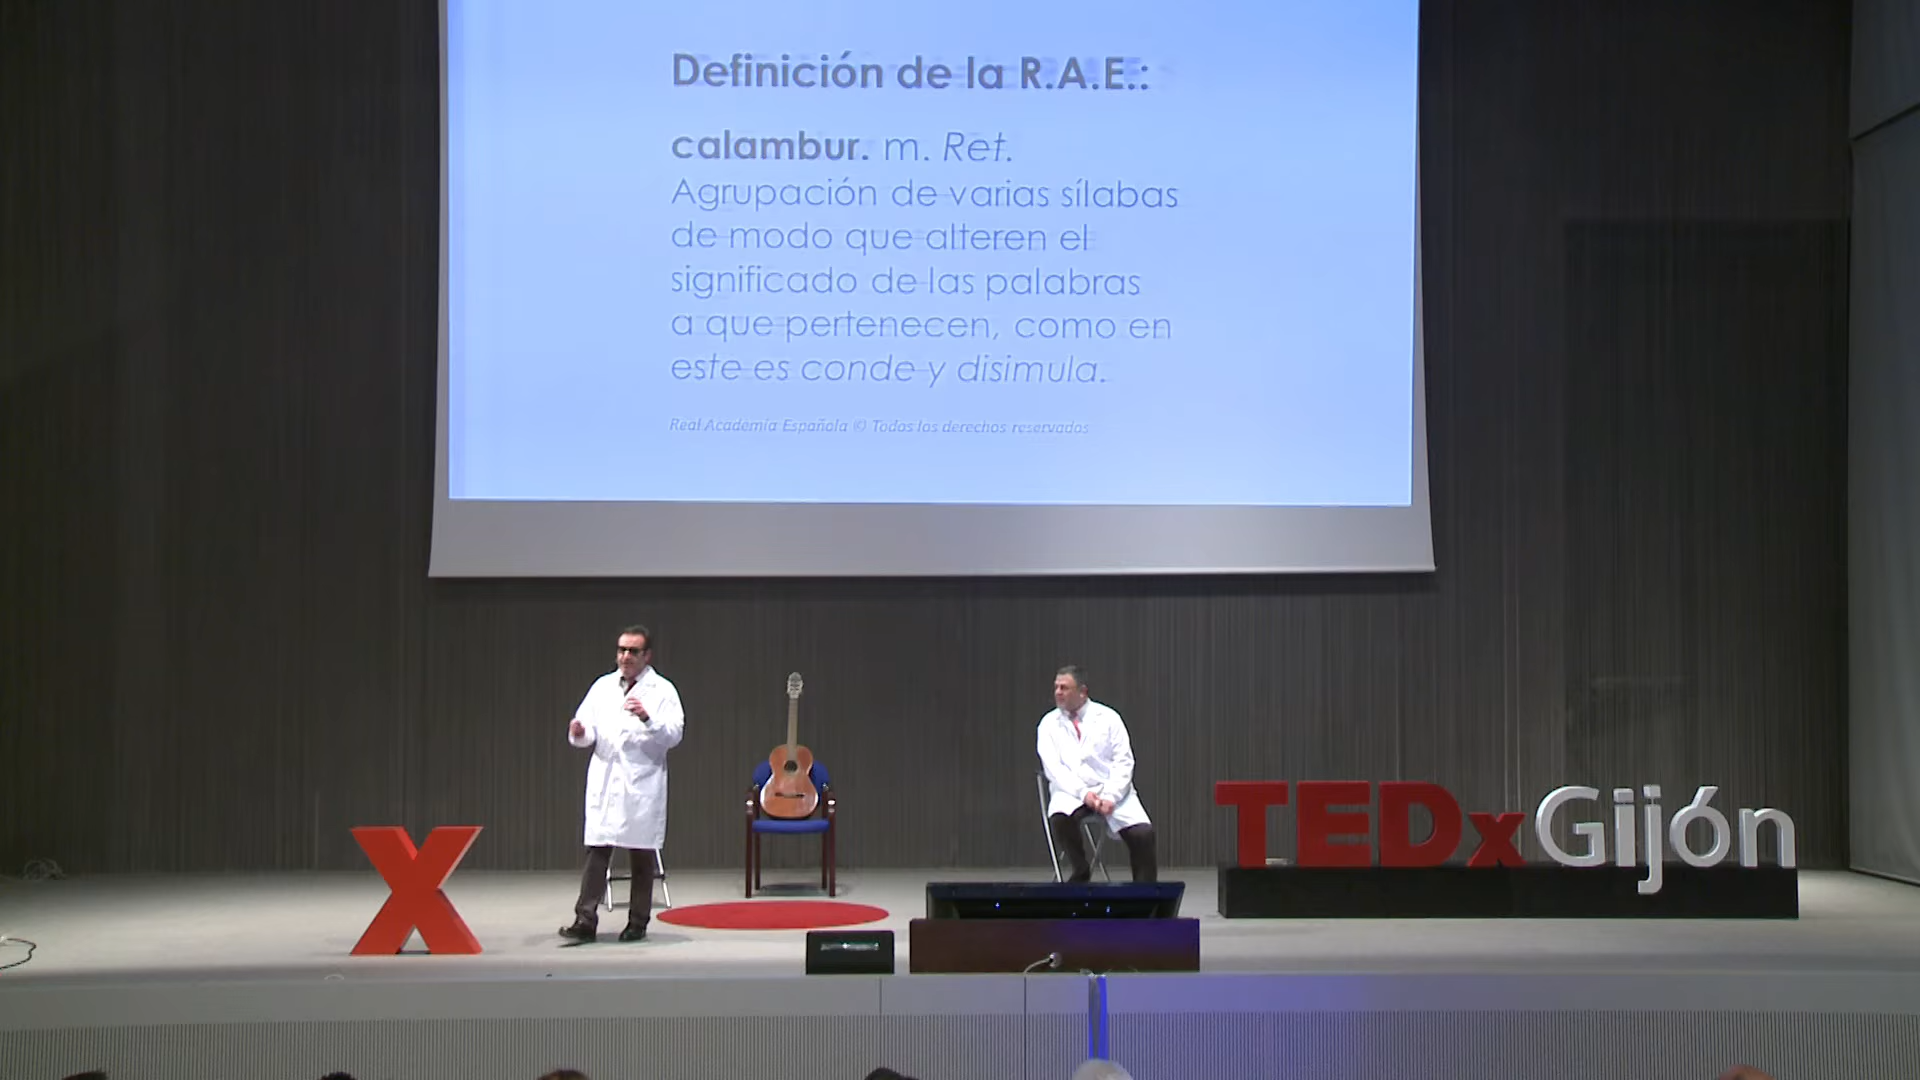 Definición de la R.A.E.:
calambur. m. Ret.
Agrupación de varias sílabas
de modo que alteren el
significado de las palabras
a que pertenecen, como en
este es conde y disimula.
Real Academia Española © Todos los derechos reservados
X
TEDxGijón